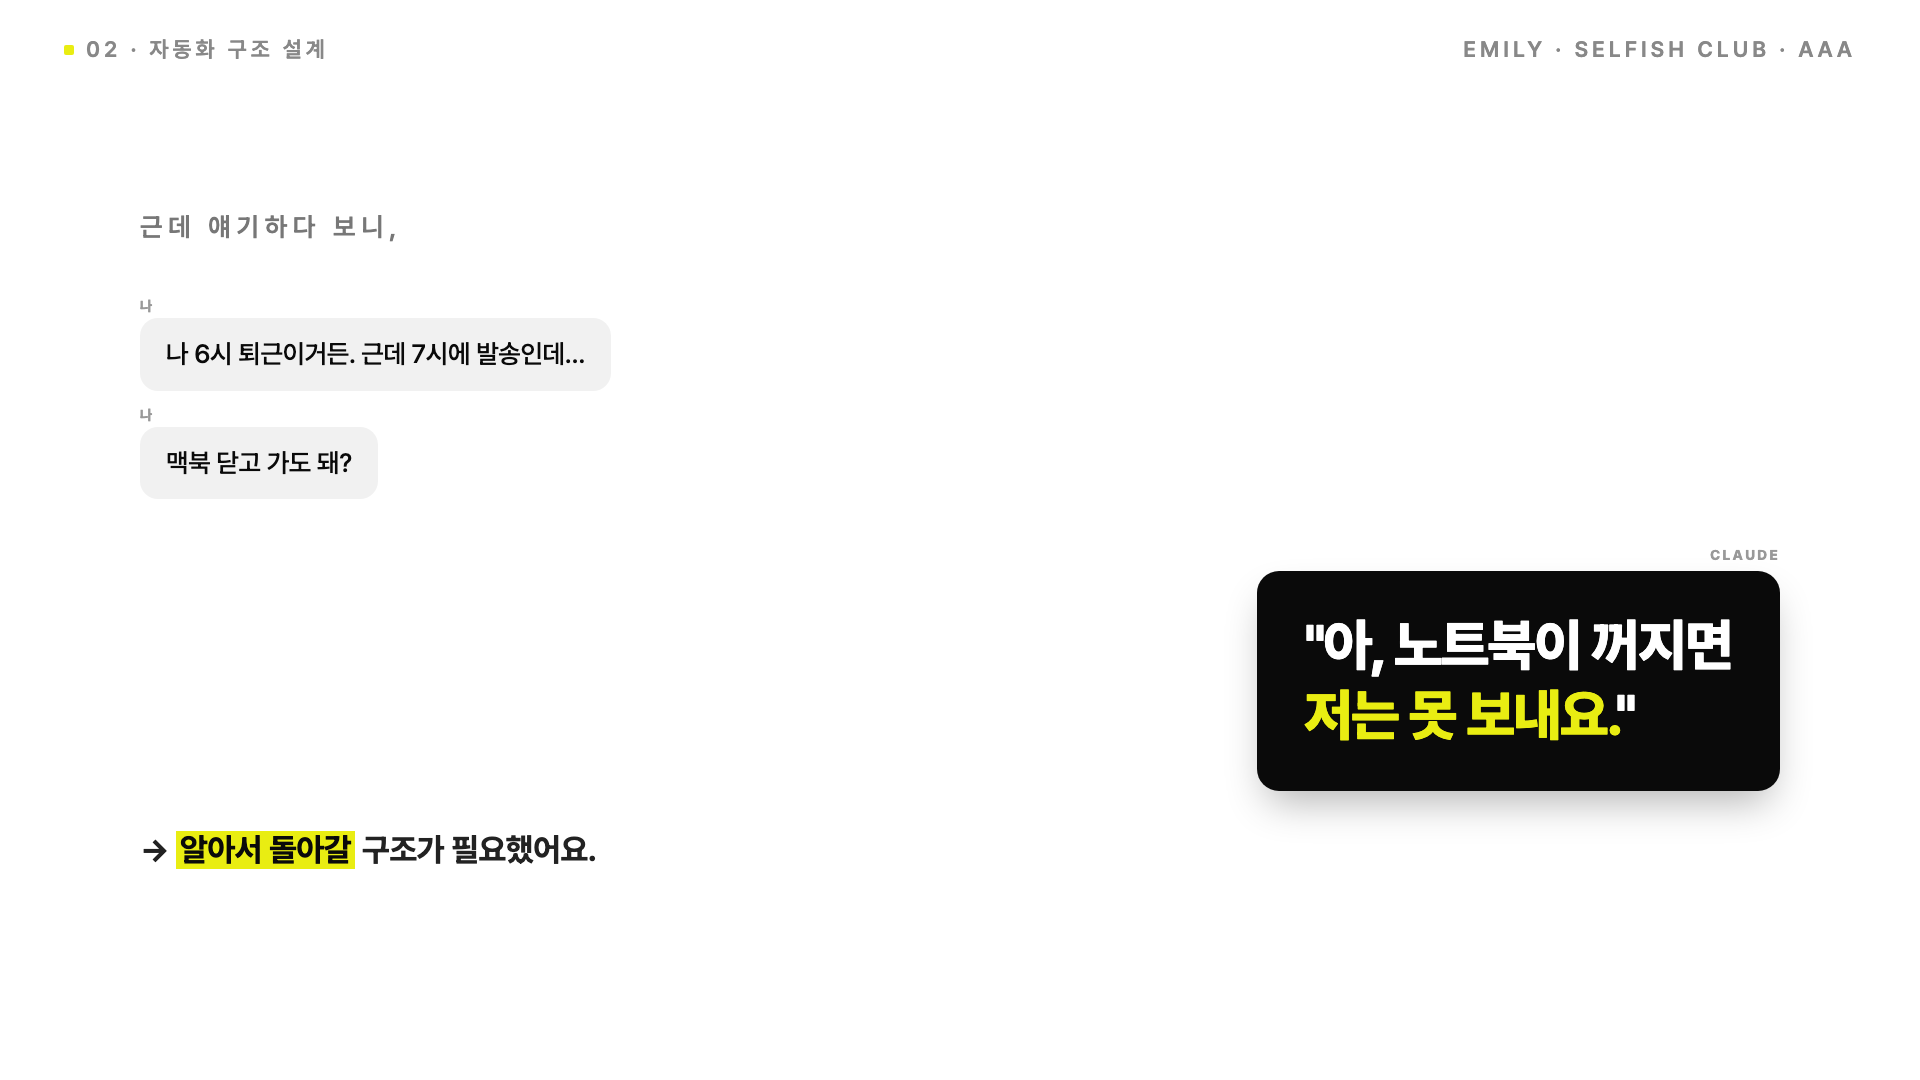 02 · 자동화 구조 설계
EMILY · SELFISH CLUB · AAA
근데 얘기하다 보니,
나
나 6시 퇴근이거든. 근데 7시에 발송인데...
나
맥북 닫고 가도 돼?
CLAUDE
"아, 노트북이 꺼지면
저는 못 보내요."
→ 알아서 돌아갈 구조가 필요했어요.